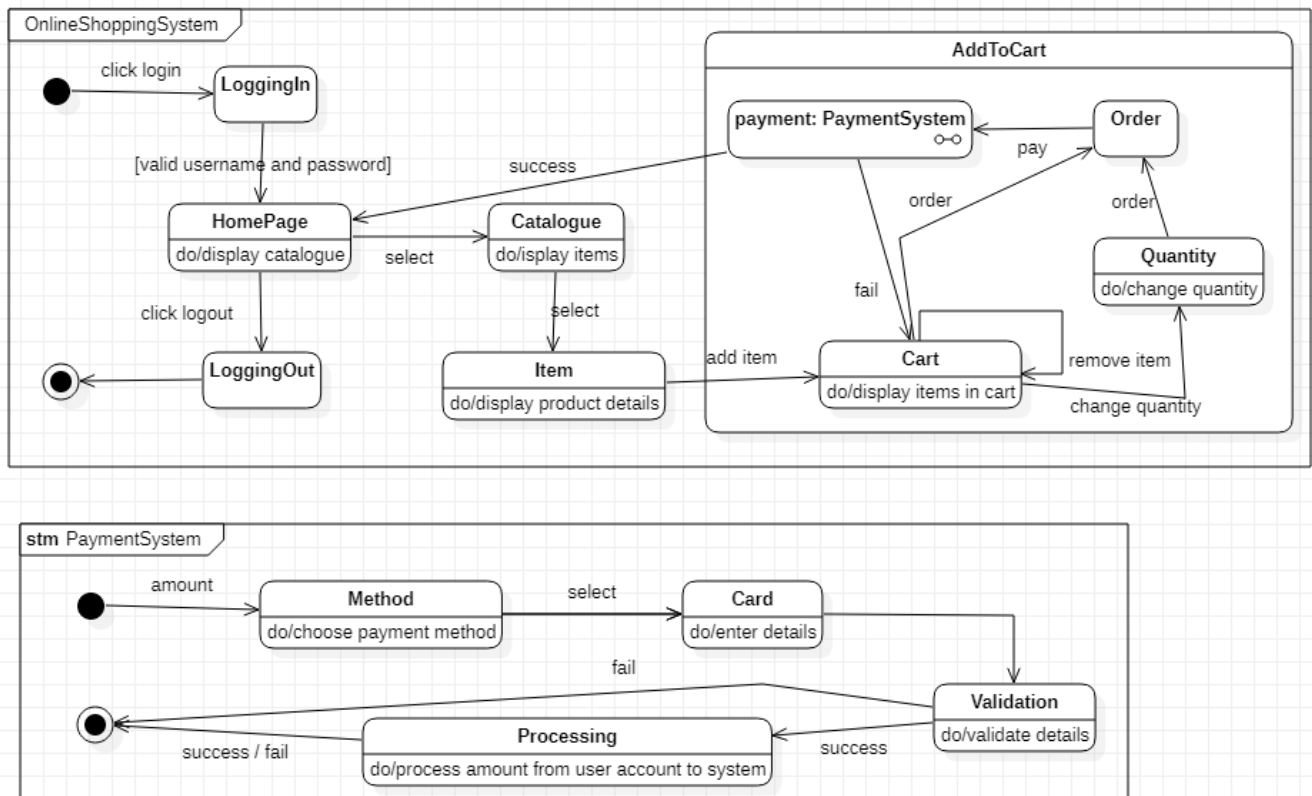 OnlineShoppingSystem
click login
LoggingIn
[valid username and password]
HomePage
do/display catalogue
click logout
LoggingOut
select
success
Catalogue
do/isplay items
select
Item
do/display product details
add item
AddToCart
payment: PaymentSystem
pay
Order
order
order
Quantity
do/change quantity
fail
Cart
do/display items in cart
remove item
change quantity
stm PaymentSystem
amount
Method
do/choose payment method
select
Card
do/enter details
fail
Validation
do/validate details
success
Processing
do/process amount from user account to system
success / fail